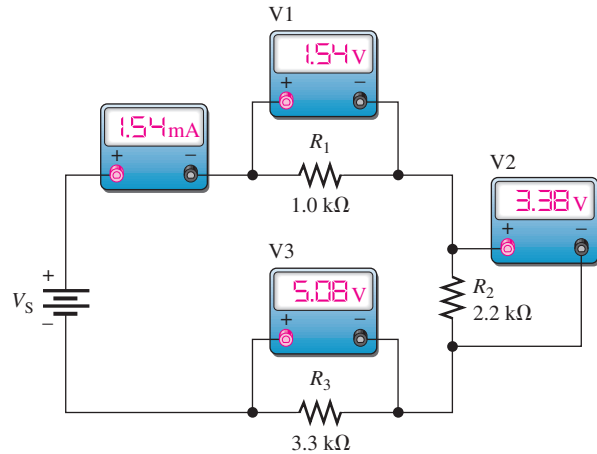 V1
1.54 V
+ −
1.54 mA
+ −
R₁
1.0 kΩ
V2
3.38 V
+ −
V3
5.08 V
+ −
+
Vₛ
−
R₂
2.2 kΩ
R₃
3.3 kΩ